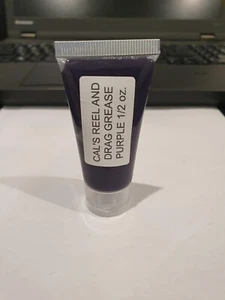 CAL'S REEL AND
DRAG GREASE
PURPLE 1/2 oz.